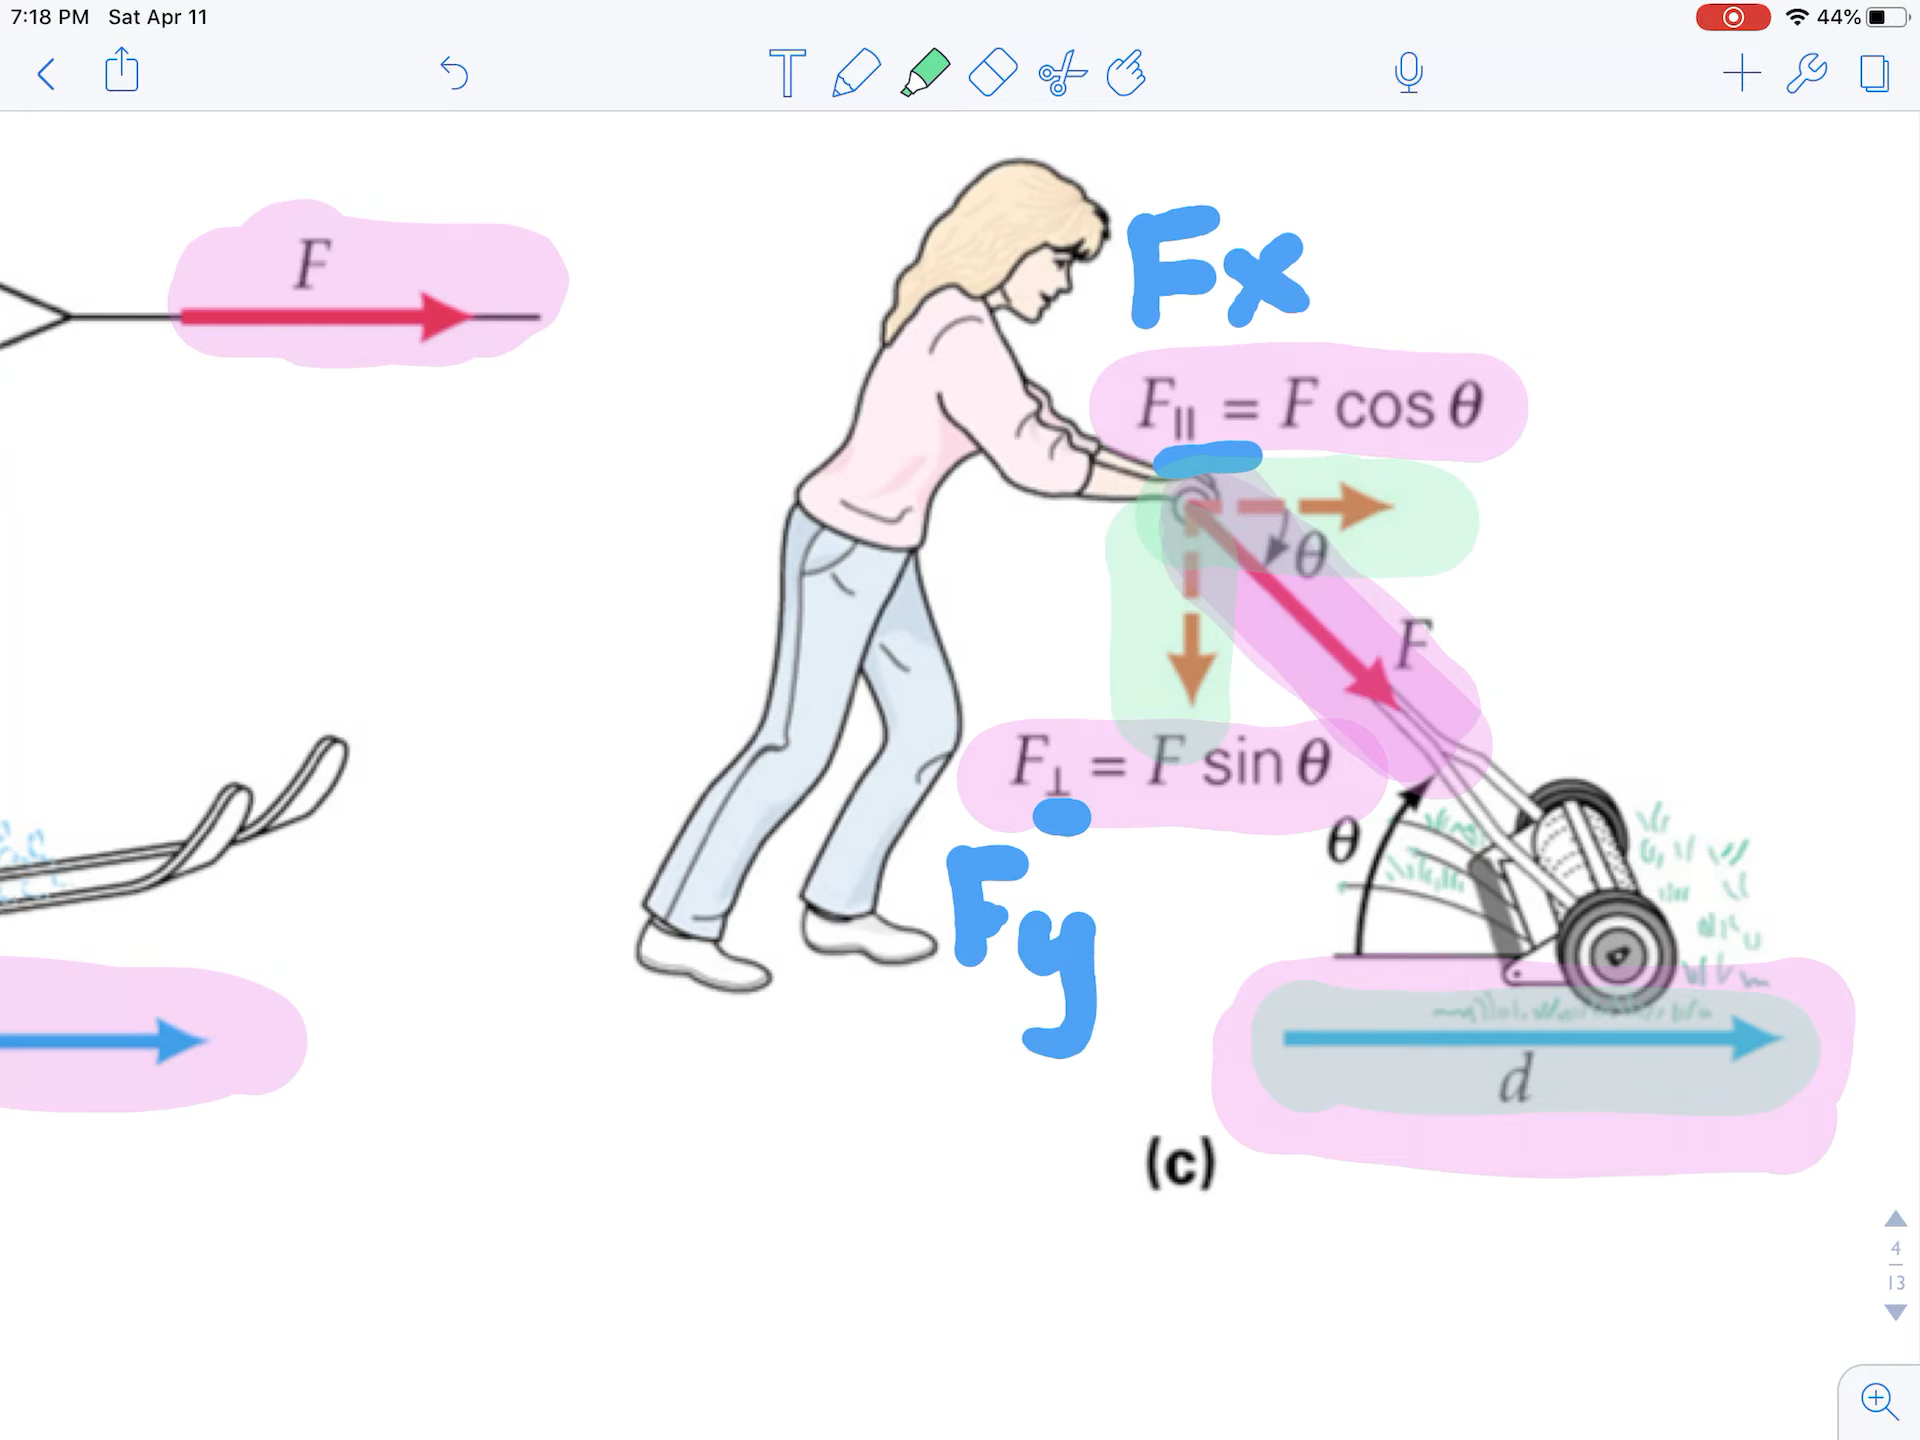 7:18 PM Sat Apr 11
44%
T
F
Fx
F|| = F cos θ
θ
F
F⊥ = F sin θ
θ
Fy
d
(c)
4
13